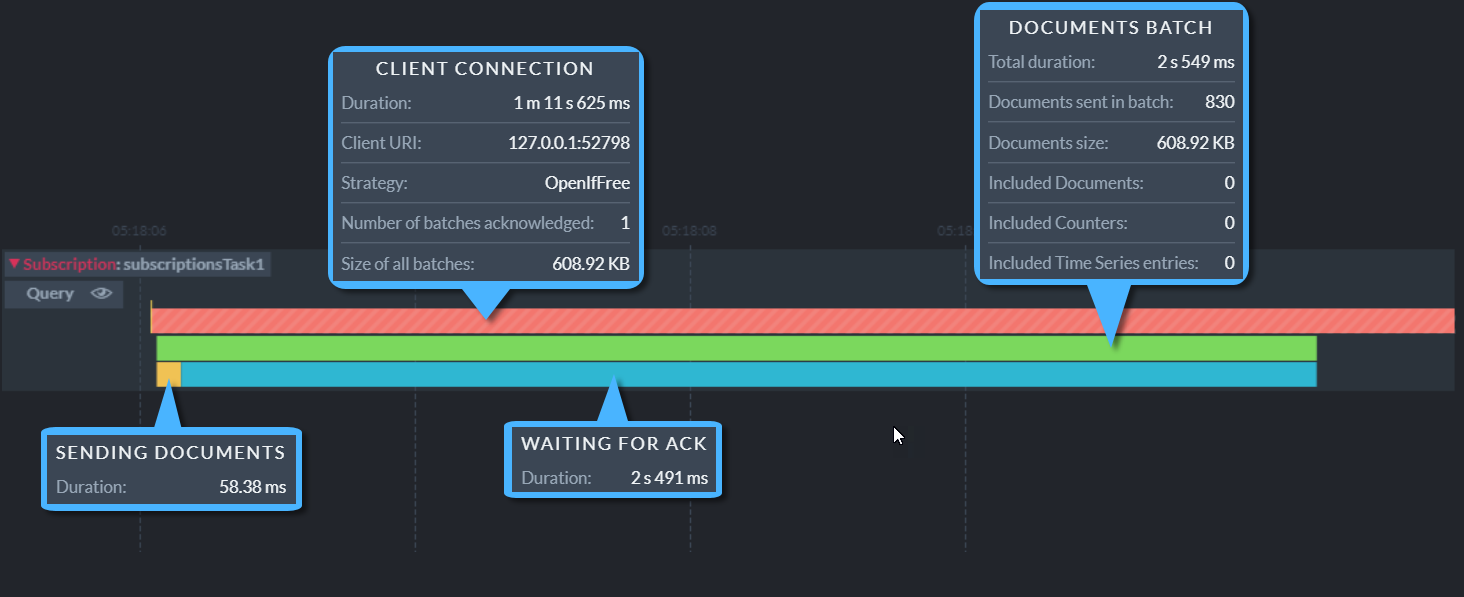 DOCUMENTS BATCH
Total duration: 2 s 549 ms
Documents sent in batch: 830
Documents size: 608.92 KB
Included Documents: 0
Included Counters: 0
Included Time Series entries: 0
CLIENT CONNECTION
Duration: 1 m 11 s 625 ms
Client URI: 127.0.0.1:52798
Strategy: OpenIfFree
Number of batches acknowledged: 1
Size of all batches: 608.92 KB
05:18:06
05:18:08
05:18
Subscription: subscriptionsTask1
Query
SENDING DOCUMENTS
Duration: 58.38 ms
WAITING FOR ACK
Duration: 2 s 491 ms